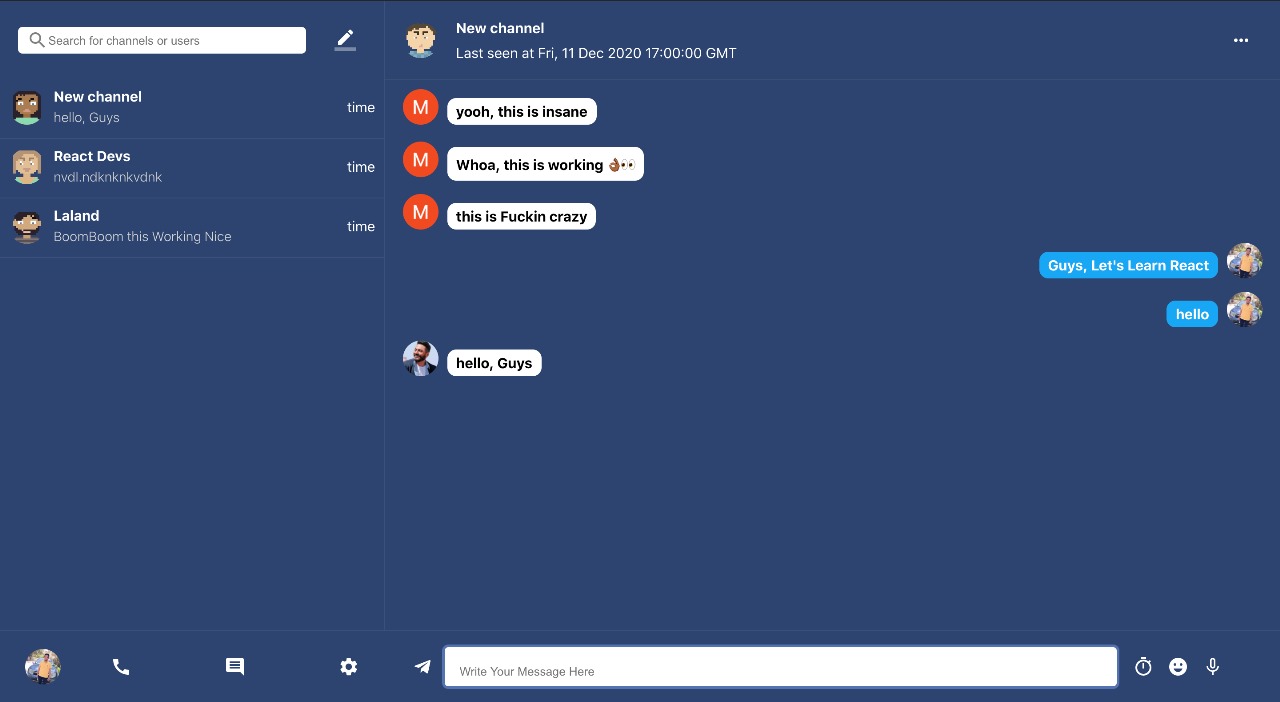 Search for channels or users
New channel
hello, Guys
time
React Devs
nvdl.ndknknkvdnk
time
Laland
BoomBoom this Working Nice
time
New channel
Last seen at Fri, 11 Dec 2020 17:00:00 GMT
M
yooh, this is insane
M
Whoa, this is working 👌🏾👀
M
this is Fuckin crazy
Guys, Let's Learn React
hello
hello, Guys
Write Your Message Here